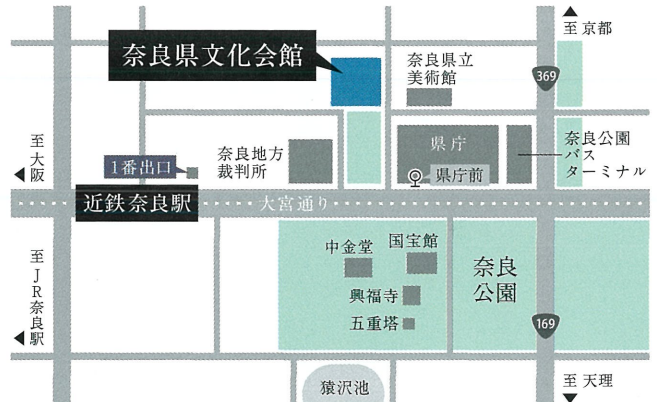 至 京都
奈良県文化会館
奈良県立
美術館
369
至大阪
1番出口
奈良地方
裁判所
県庁
県庁前
奈良公園
バス
ターミナル
近鉄奈良駅
大宮通り
至JR奈良駅
中金堂
国宝館
興福寺
五重塔
奈良
公園
169
猿沢池
至 天理